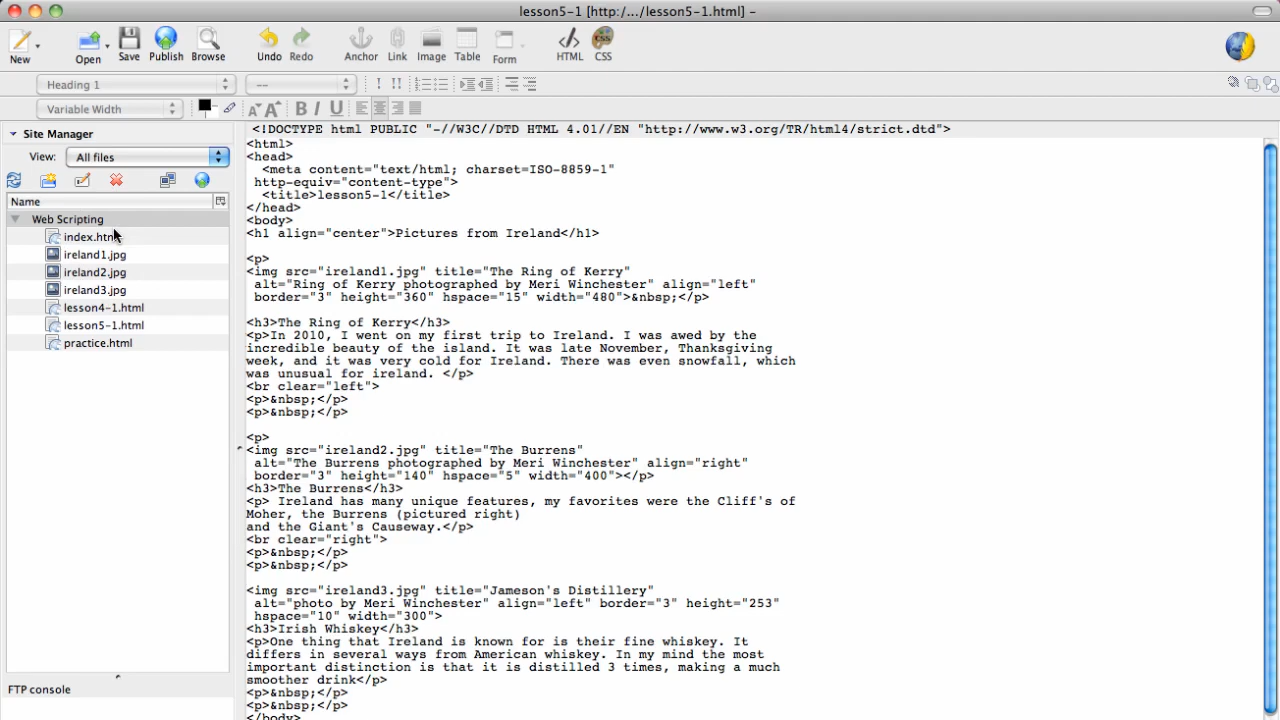 lesson5-1 [http:/.../lesson5-1.html] –
New Open Save Publish Browse Undo Redo Anchor Link Image Table Form HTML CSS
Heading 1 -- ! !!
Variable Width A A B I U
Site Manager
View: All files
Name
Web Scripting
index.html
ireland1.jpg
ireland2.jpg
ireland3.jpg
lesson4-1.html
lesson5-1.html
practice.html
FTP console
<!DOCTYPE html PUBLIC "-//W3C//DTD HTML 4.01//EN "http://www.w3.org/TR/html4/strict.dtd">
<html>
<head>
<meta content="text/html; charset=ISO-8859-1"
http-equiv="content-type">
<title>lesson5-1</title>
</head>
<body>
<h1 align="center">Pictures from Ireland</h1>
<p>
<img src="ireland1.jpg" title="The Ring of Kerry"
alt="Ring of Kerry photographed by Meri Winchester" align="left"
border="3" height="360" hspace="15" width="480">&nbsp;</p>
<h3>The Ring of Kerry</h3>
<p>In 2010, I went on my first trip to Ireland. I was awed by the
incredible beauty of the island. It was late November, Thanksgiving
week, and it was very cold for Ireland. There was even snowfall, which
was unusual for ireland. </p>
<br clear="left">
<p>&nbsp;</p>
<p>&nbsp;</p>
<p>
<img src="ireland2.jpg" title="The Burrens"
alt="The Burrens photographed by Meri Winchester" align="right"
border="3" height="140" hspace="5" width="400"></p>
<h3>The Burrens</h3>
<p> Ireland has many unique features, my favorites were the Cliff's of
Moher, the Burrens (pictured right)
and the Giant's Causeway.</p>
<br clear="right">
<p>&nbsp;</p>
<p>&nbsp;</p>
<img src="ireland3.jpg" title="Jameson's Distillery"
alt="photo by Meri Winchester" align="left" border="3" height="253"
hspace="10" width="300">
<h3>Irish Whiskey</h3>
<p>One thing that Ireland is known for is their fine whiskey. It
differs in several ways from American whiskey. In my mind the most
important distinction is that it is distilled 3 times, making a much
smoother drink</p>
<p>&nbsp;</p>
<p>&nbsp;</p>
</body>